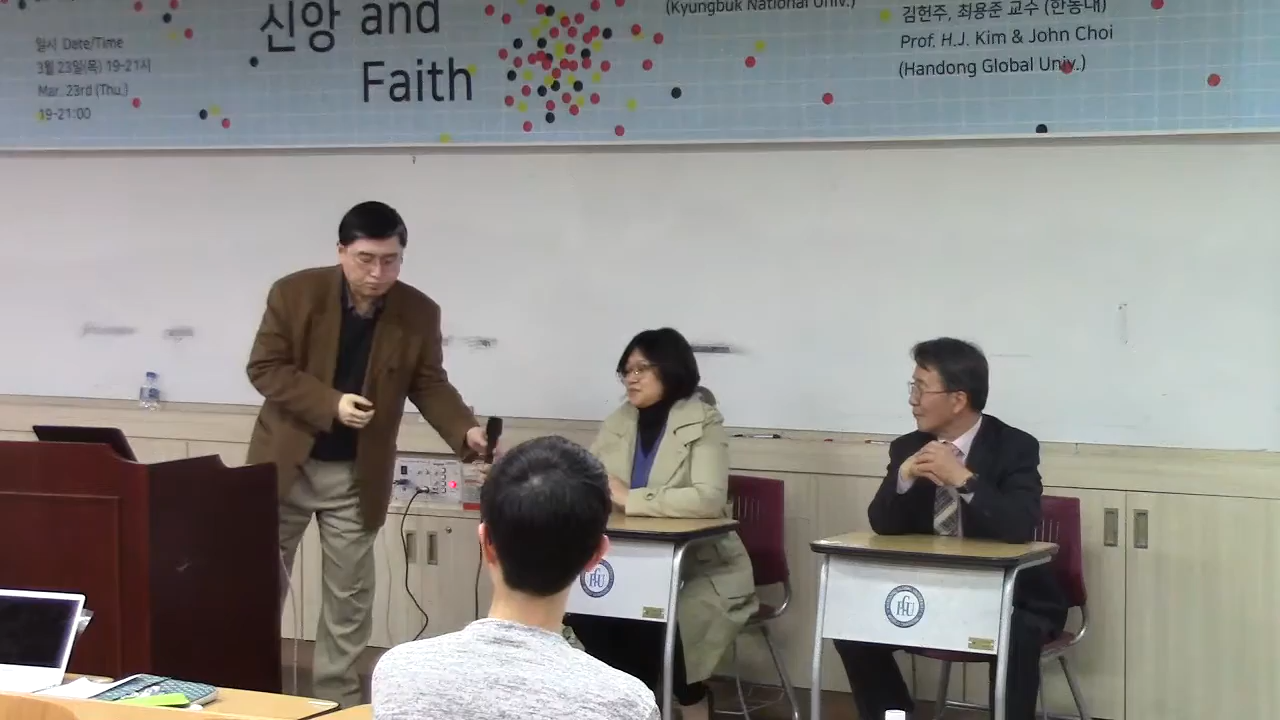 일시 Date/Time
3월 23일(목) 19-21시
Mar. 23rd (Thu.)
19-21:00
신앙 and
Faith
(Kyungbuk National Univ.)
김헌주, 최용준 교수 (한동대)
Prof. H.J. Kim & John Choi
(Handong Global Univ.)